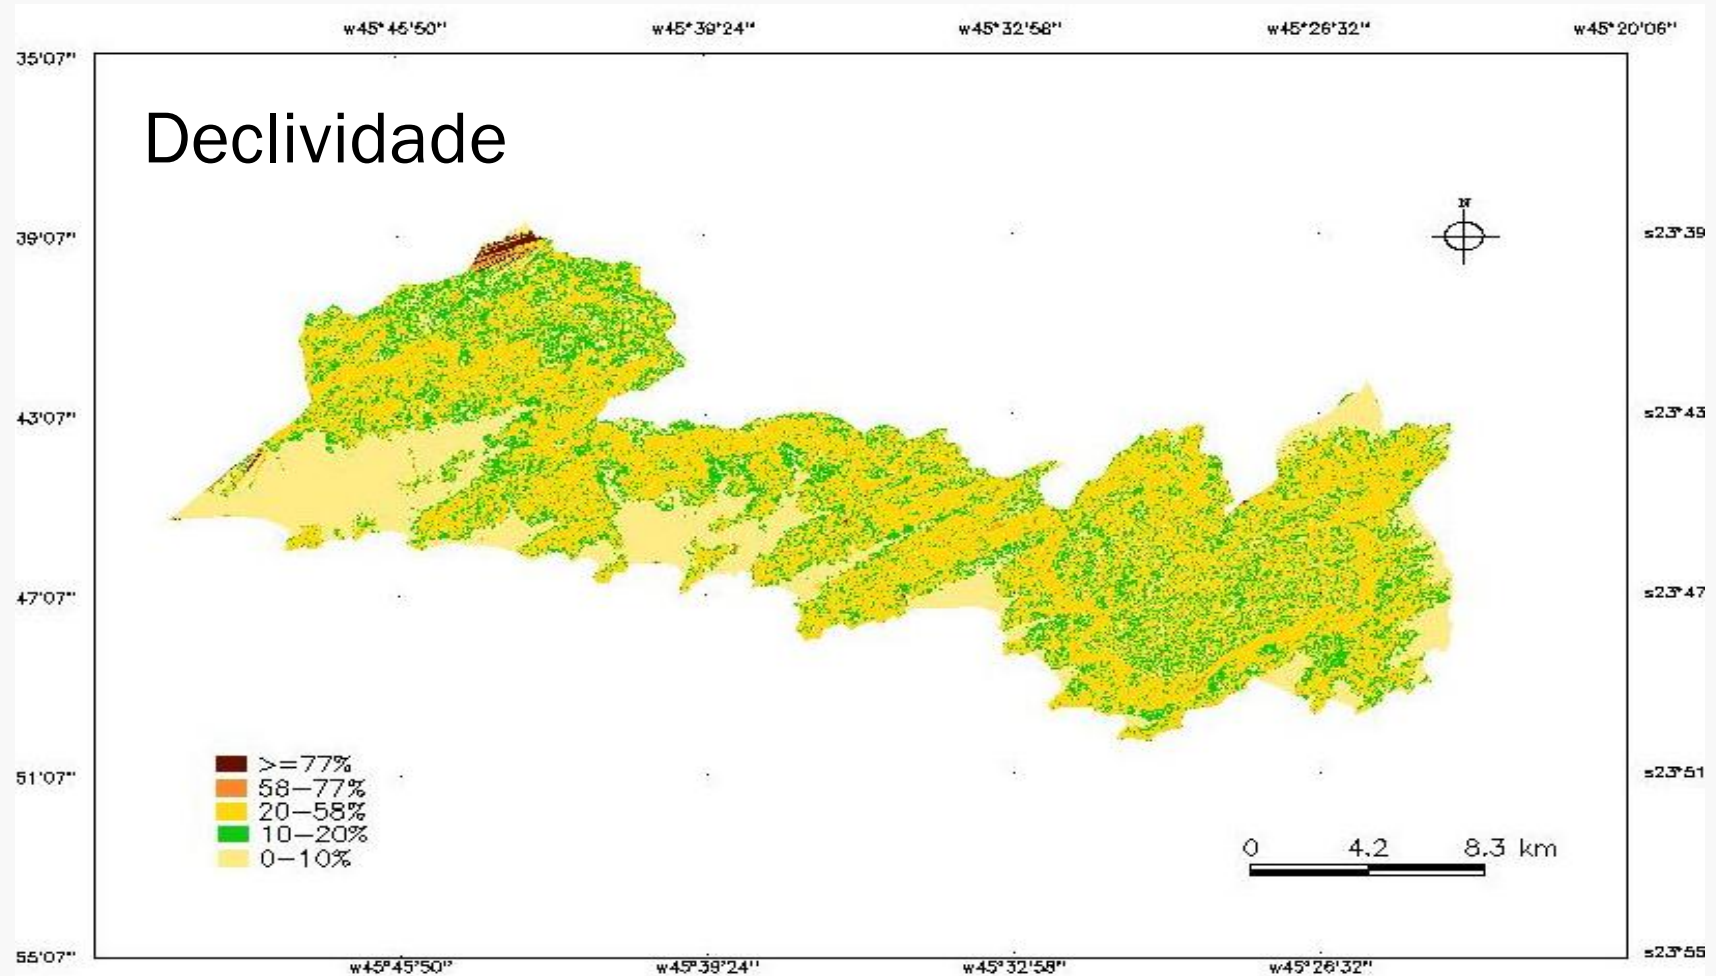 w45°45'50" w45°39'24" w45°32'58" w45°26'32" w45°20'06"
35'07"
Declividade
N
39'07" s23°39
43'07" s23°43
47'07" s23°47
>=77%
51'07" s23°51
58-77%
20-58%
10-20%
0-10%
0 4.2 8.3 km
55'07" s23°55
w45°45'50" w45°39'24" w45°32'58" w45°26'32"